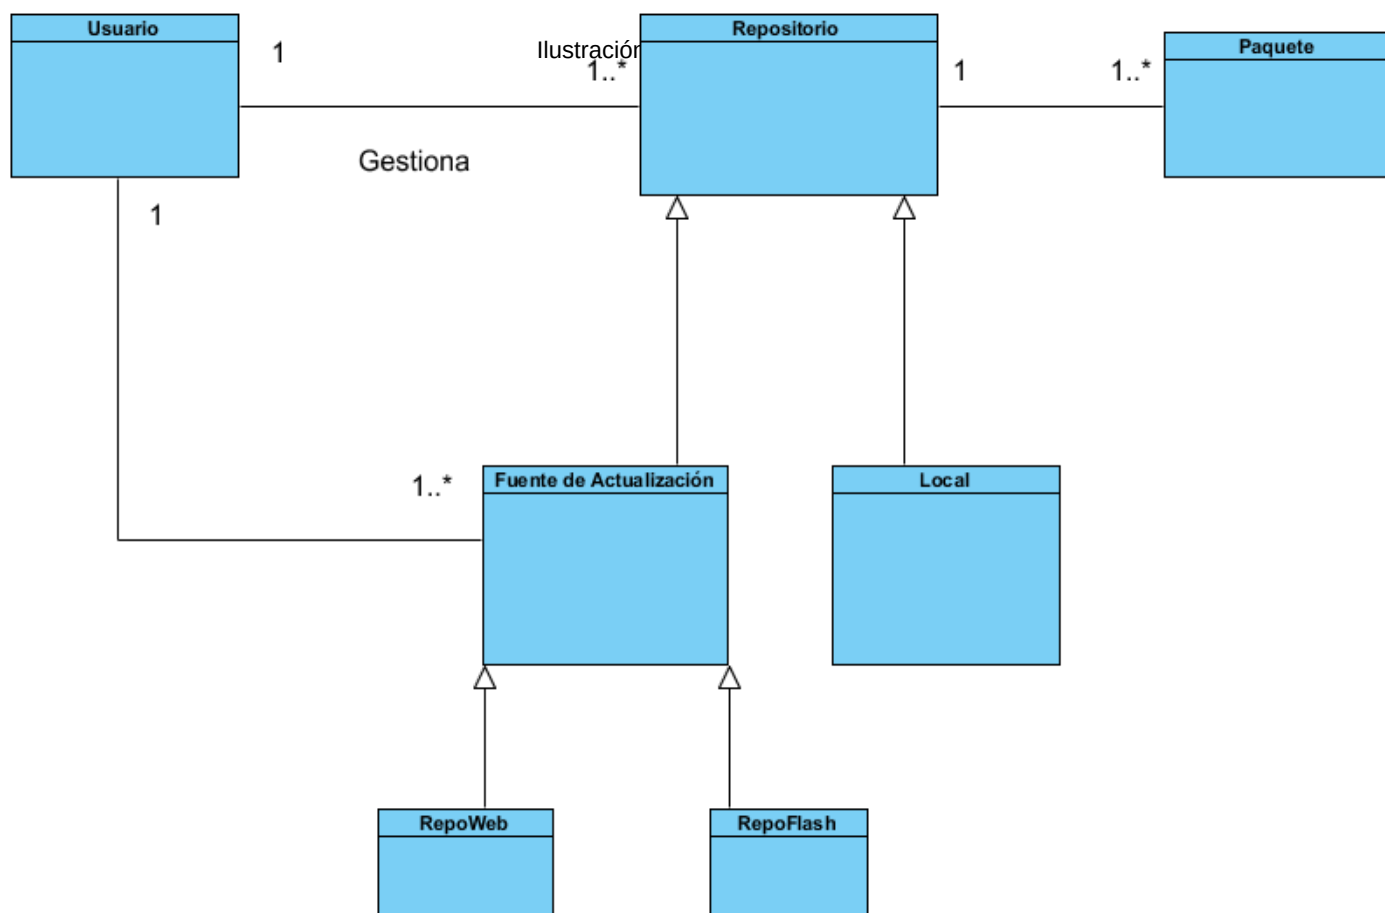 Usuario
Repositorio
Paquete
1
Ilustración
1..*
1
1..*
Gestiona
1
1..*
Fuente de Actualización
Local
RepoWeb
RepoFlash